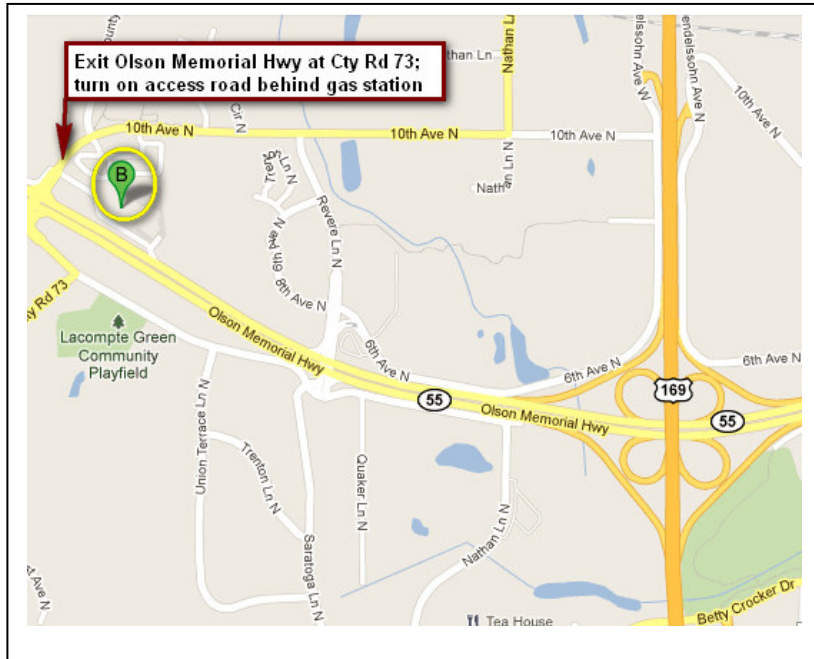 Exit Olson Memorial Hwy at Cty Rd 73;
turn on access road behind gas station
B
10th Ave N
10th Ave N
10th Ave N
Cir N
Nathan Ln N
Nathan Ln N
Revere Ln N
6th Ave N
8th Ave N
6th Ave N
6th Ave N
6th Ave N
Rd 73
Lacompte Green
Community
Playfield
Olson Memorial Hwy
55
Olson Memorial Hwy
169
55
Union Terrace Ln N
Trenton Ln N
Saratoga Ln N
Quaker Ln N
Nathan Ln N
Ave N
Tea House
Betty Crocker Dr